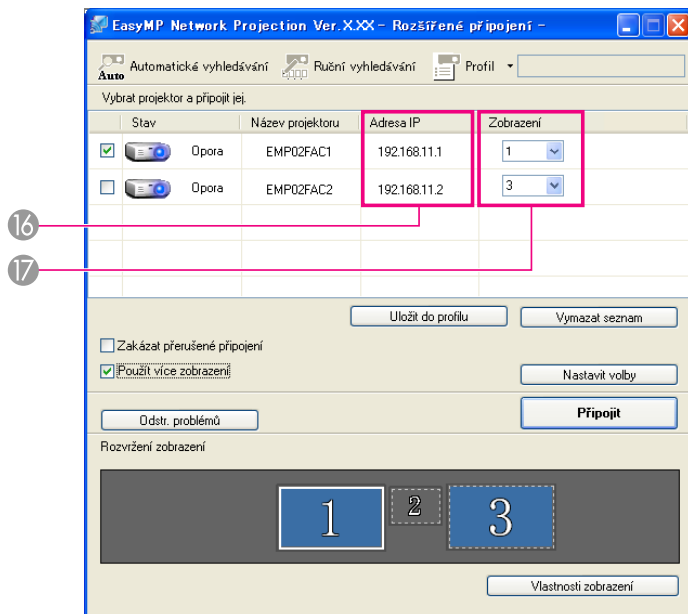 EasyMP Network Projection Ver.X.XX - Rozšířené připojení -
Auto Automatické vyhledávání Ruční vyhledávání Profil
Vybrat projektor a připojit jej.
Stav Název projektoru Adresa IP Zobrazení
Opora EMP02FAC1 192.168.11.1 1
Opora EMP02FAC2 192.168.11.2 3
16
17
Uložit do profilu Vymazat seznam
Zakázat přerušené připojení
Použít více zobrazení Nastavit volby
Odstr. problémů Připojit
Rozvržení zobrazení
1 2 3
Vlastnosti zobrazení